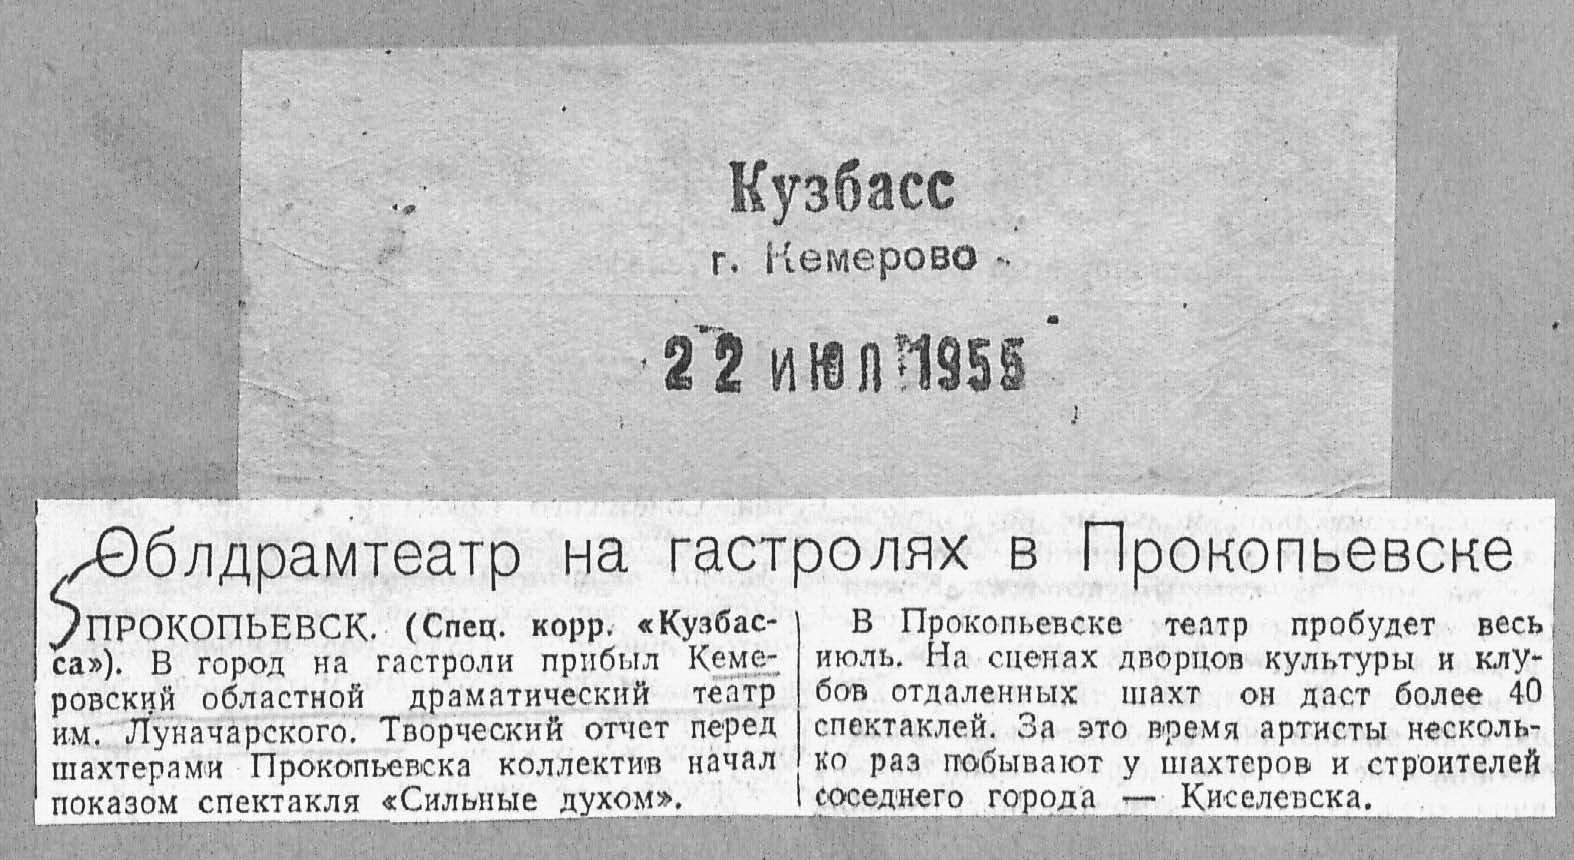 Кузбасс
г. Кемерово
22 ИЮЛ 1955
Облдрамтеатр на гастролях в Прокопьевске
ПРОКОПЬЕВСК. (Спец. корр. «Кузбас-
са»). В город на гастроли прибыл Кеме-
ровский областной драматический театр
им. Луначарского. Творческий отчет перед
шахтерами Прокопьевска коллектив начал
показом спектакля «Сильные духом».
В Прокопьевске театр пробудет весь
июль. На сценах дворцов культуры и клу-
бов отдаленных шахт он даст более 40
спектаклей. За это время артисты несколь-
ко раз побывают у шахтеров и строителей
соседнего города — Киселевска.